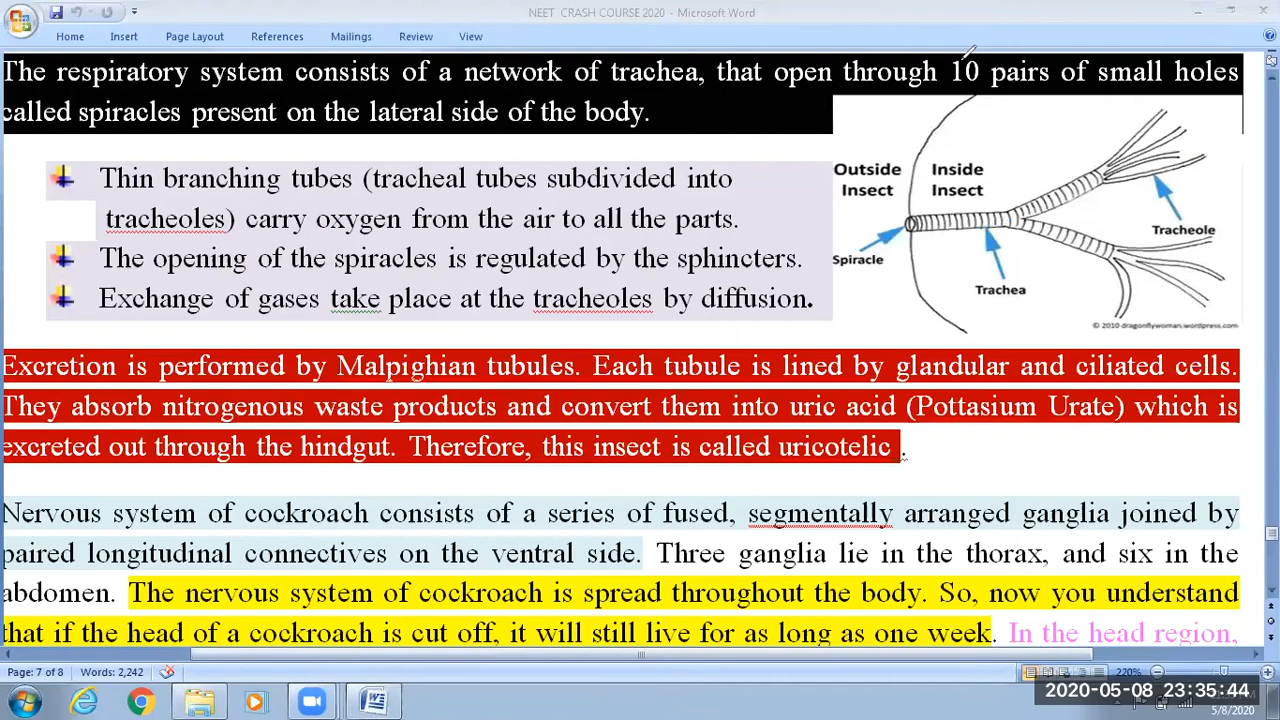 NEET CRASH COURSE 2020 - Microsoft Word
Home Insert Page Layout References Mailings Review View
The respiratory system consists of a network of trachea, that open through 10 pairs of small holes
called spiracles present on the lateral side of the body.
Thin branching tubes (tracheal tubes subdivided into
tracheoles) carry oxygen from the air to all the parts.
The opening of the spiracles is regulated by the sphincters.
Exchange of gases take place at the tracheoles by diffusion.
Outside Insect
Inside Insect
Tracheole
Spiracle
Trachea
© 2010 dragonflywoman.wordpress.com
Excretion is performed by Malpighian tubules. Each tubule is lined by glandular and ciliated cells.
They absorb nitrogenous waste products and convert them into uric acid (Pottasium Urate) which is
excreted out through the hindgut. Therefore, this insect is called uricotelic .
Nervous system of cockroach consists of a series of fused, segmentally arranged ganglia joined by
paired longitudinal connectives on the ventral side. Three ganglia lie in the thorax, and six in the
abdomen. The nervous system of cockroach is spread throughout the body. So, now you understand
that if the head of a cockroach is cut off, it will still live for as long as one week. In the head region,
Page: 7 of 8 Words: 2,242 220%
2020-05-08 23:35:44
5/8/2020